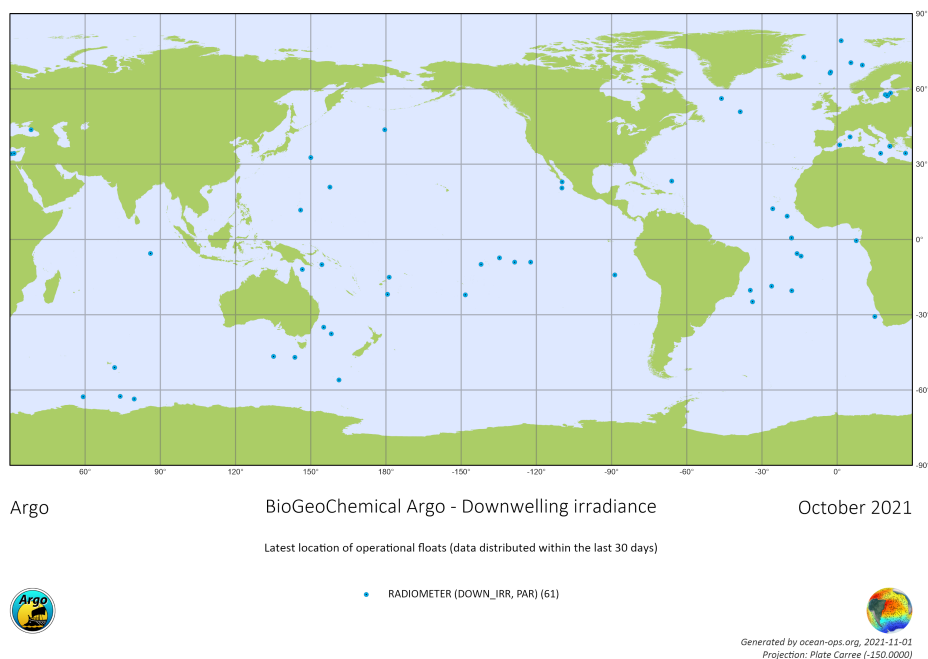 90°
60°
30°
0°
-30°
-60°
-90°
60° 90° 120° 150° 180° -150° -120° -90° -60° -30° 0°
Argo BioGeoChemical Argo - Downwelling irradiance October 2021
Latest location of operational floats (data distributed within the last 30 days)
RADIOMETER (DOWN_IRR, PAR) (61)
Argo
Generated by ocean-ops.org, 2021-11-01
Projection: Plate Carree (-150.0000)